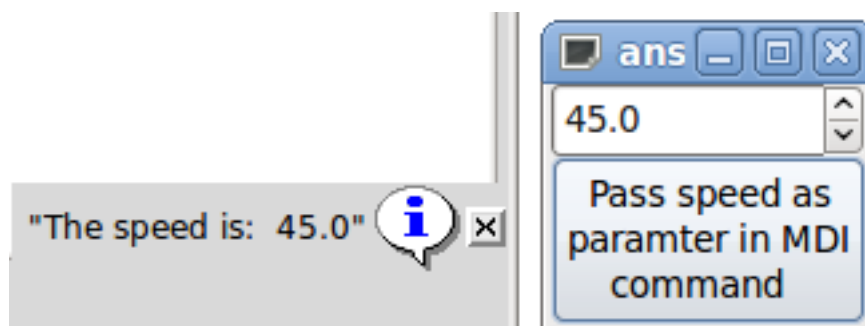 "The speed is:  45.0"
ans
45.0
Pass speed as
paramter in MDI
command